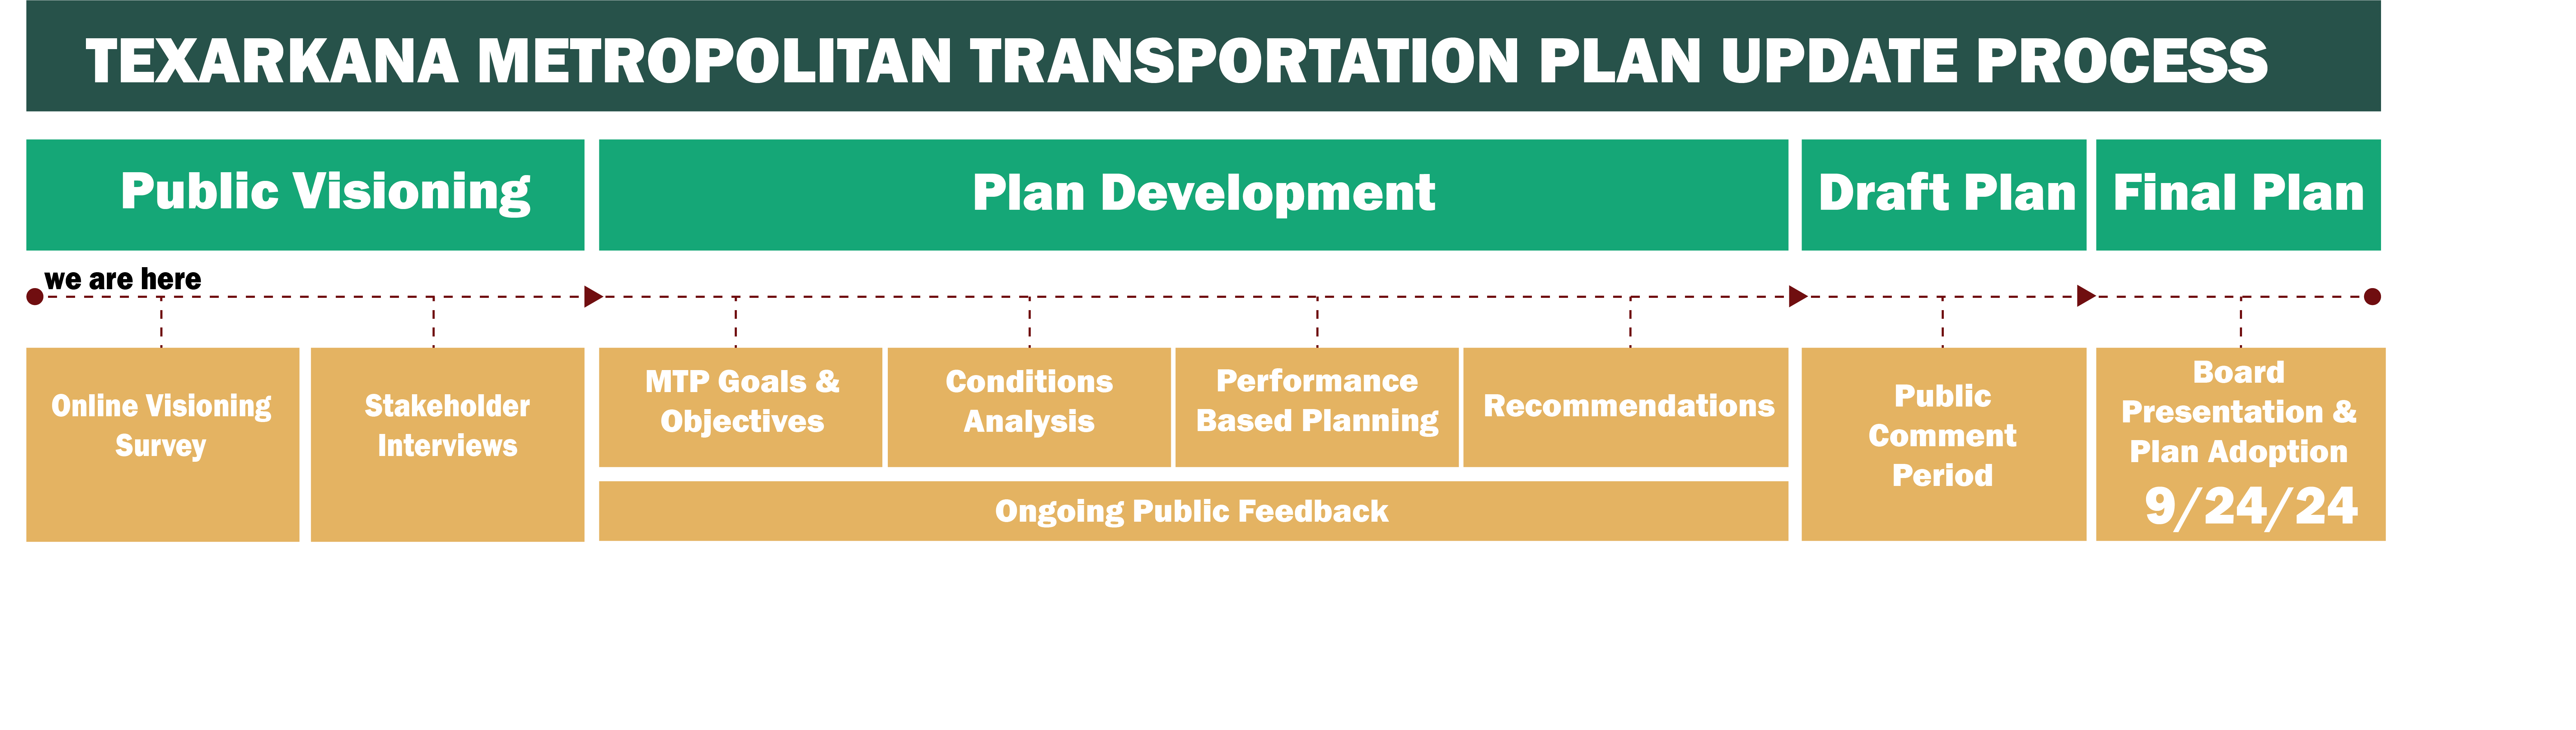 TEXARKANA METROPOLITAN TRANSPORTATION PLAN UPDATE PROCESS
Public Visioning
Plan Development
Draft Plan
Final Plan
we are here
Online Visioning
Survey
Stakeholder
Interviews
MTP Goals &
Objectives
Conditions
Analysis
Performance
Based Planning
Recommendations
Ongoing Public Feedback
Public
Comment
Period
Board
Presentation &
Plan Adoption
9/24/24